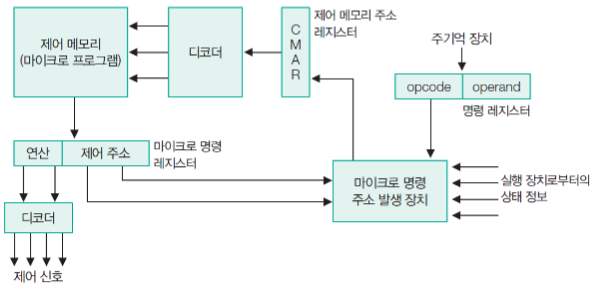 제어 메모리
(마이크로 프로그램)
디코더
C
M
A
R
제어 메모리 주소
레지스터
주기억 장치
opcode
operand
명령 레지스터
연산
제어 주소
마이크로 명령
레지스터
마이크로 명령
주소 발생 장치
실행 장치로부터의
상태 정보
디코더
제어 신호